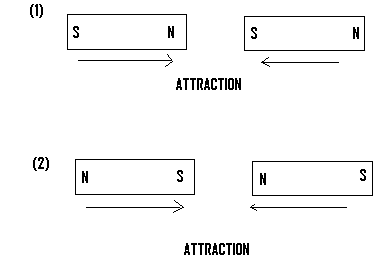 (1)
S N S N
ATTRACTION
(2)
N S N S
ATTRACTION